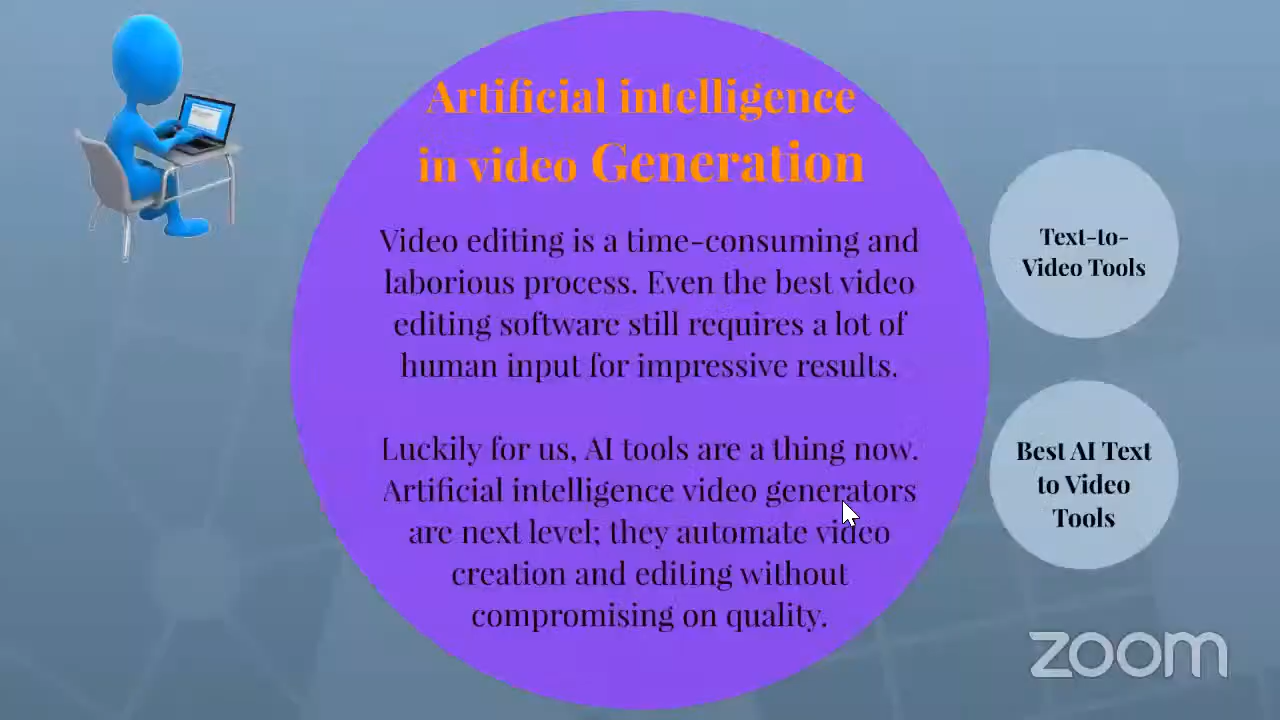 Artificial intelligence
in video Generation
Video editing is a time-consuming and
laborious process. Even the best video
editing software still requires a lot of
human input for impressive results.
Luckily for us, AI tools are a thing now.
Artificial intelligence video generators
are next level; they automate video
creation and editing without
compromising on quality.
Text-to-
Video Tools
Best AI Text
to Video
Tools
zoom